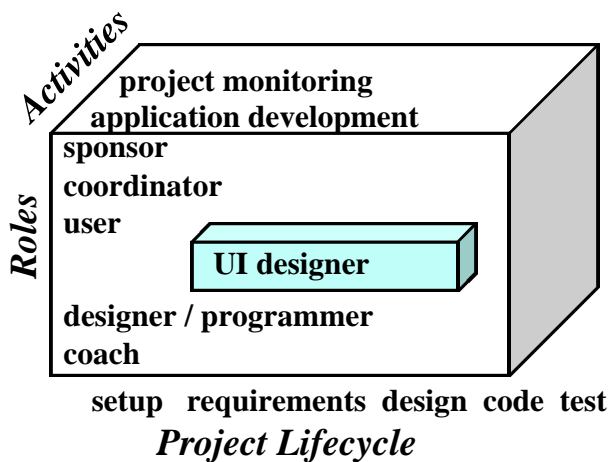 Activities
project monitoring
application development
Roles
sponsor
coordinator
user
UI designer
designer / programmer
coach
setup requirements design code test
Project Lifecycle